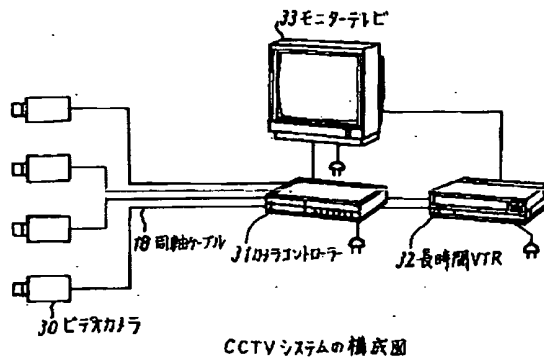 33モニターテレビ
18同軸ケーブル
31カメラコントローラー
32長時間VTR
30ビデオカメラ
CCTVシステムの構成図